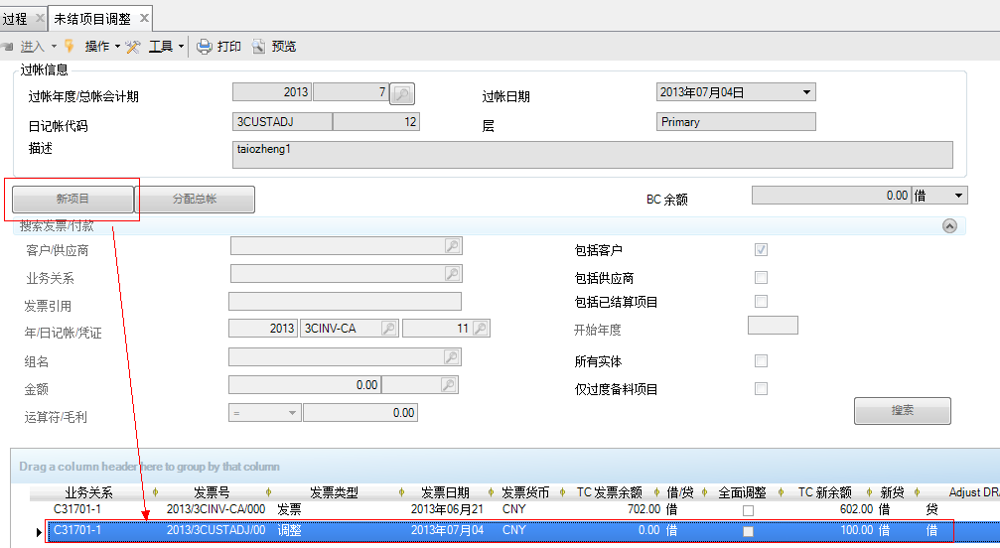 过程 未结项目调整
进入 操作 工具 打印 预览
过帐信息
过帐年度/总帐会计期 2013 7 过帐日期 2013年07月04日
日记帐代码 3CUSTADJ 12 层 Primary
描述 taiozheng1
新项目 分配总帐 BC 余额 0.00 借
搜索发票/付款
客户/供应商 包括客户
业务关系 包括供应商
发票引用 包括已结算项目
年/日记帐/凭证 2013 3CINV-CA 11 开始年度
组名 所有实体
金额 0.00 仅过度备料项目
运算符/毛利 = 0.00 搜索
Drag a column header here to group by that column
业务关系 发票号 发票类型 发票日期 发票货币 TC 发票余额 借/贷 全面调整 TC 新余额 新贷 Adjust DR
C31701-1 2013/3CINV-CA/000 发票 2013年06月21 CNY 702.00 借 602.00 借 贷
C31701-1 2013/3CUSTADJ/00 调整 2013年07月04 CNY 0.00 借 100.00 借 借